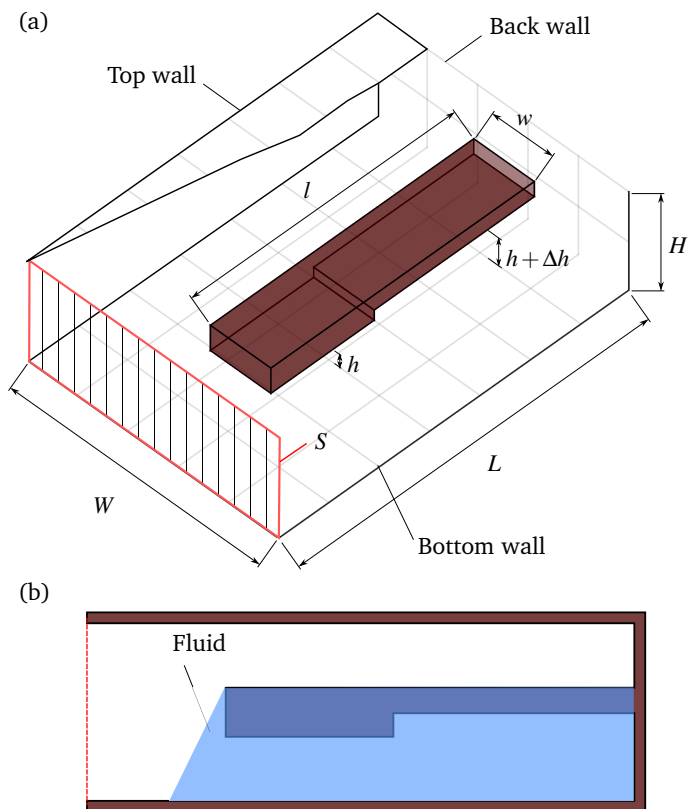 (a)
Back wall
Top wall
w
l
H
h + Δh
h
S
L
W
Bottom wall
(b)
Fluid